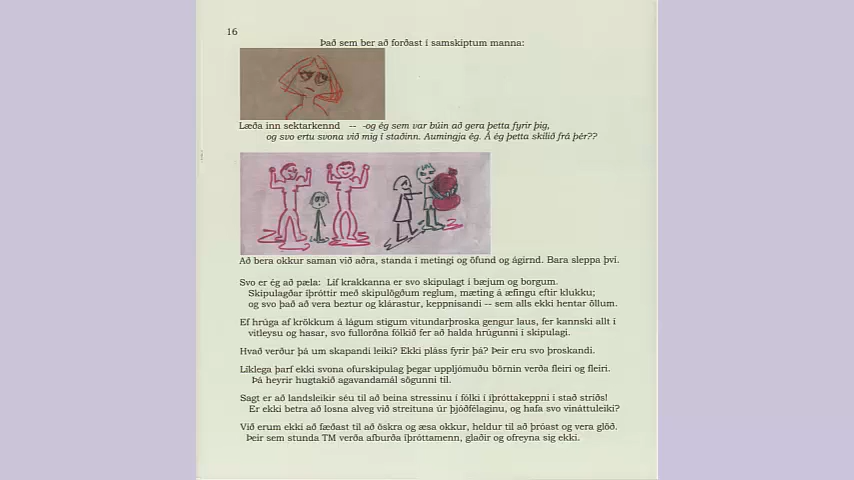 16
Það sem ber að forðast í samskiptum manna:
Læða inn sektarkennd -- -og ég sem var búin að gera þetta fyrir þig,
og svo ertu svona við mig í staðinn. Aumingja ég. Á ég þetta skilið frá þér??
Að bera okkur saman við aðra, standa í metingi og öfund og ágirnd. Bara sleppa því.
Svo er ég að pæla: Líf krakkanna er svo skipulagt í bæjum og borgum.
Skipulagðar íþróttir með skipulögðum reglum, mæting á æfingu eftir klukku;
og svo það að vera beztur og klárastur, keppnisandi -- sem alls ekki hentar öllum.
Ef hrúga af krökkum á lágum stigum vitundarþroska gengur laus, fer kannski allt í
vitleysu og hasar, svo fullorðna fólkið fer að halda hrúgunni í skipulagi.
Hvað verður þá um skapandi leiki? Ekki pláss fyrir þá? Þeir eru svo þroskandi.
Líklega þarf ekki svona ofurskipulag þegar uppljómuðu börnin verða fleiri og fleiri.
Þá heyrir hugtakið agavandamál sögunni til.
Sagt er að landsleikir séu til að beina stressinu í fólki í íþróttakeppni í stað stríðs!
Er ekki betra að losna alveg við streituna úr þjóðfélaginu, og hafa svo vináttuleiki?
Við erum ekki að fæðast til að öskra og æsa okkur, heldur til að þróast og vera glöð.
Þeir sem stunda TM verða afburða íþróttamenn, glaðir og ofreyna sig ekki.